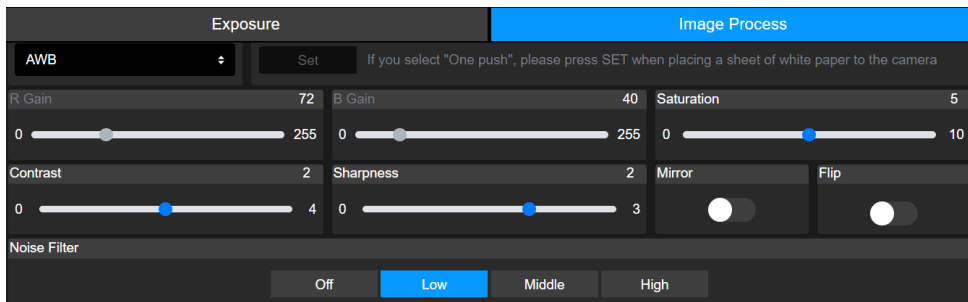 Exposure Image Process
AWB Set If you select "One push", please press SET when placing a sheet of white paper to the camera
R Gain 72 B Gain 40 Saturation 5
0 255 0 255 0 10
Contrast 2 Sharpness 2 Mirror Flip
0 4 0 3
Noise Filter
Off Low Middle High